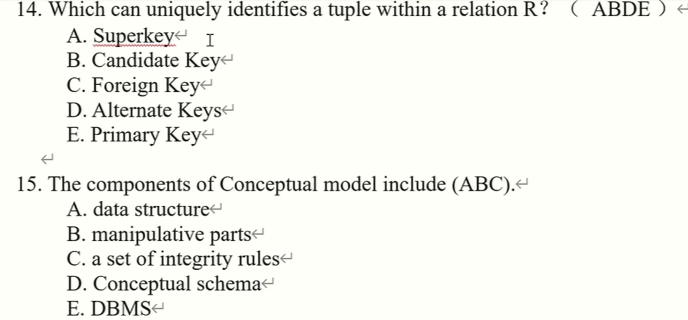 14. Which can uniquely identifies a tuple within a relation R? ( ABDE )
A. Superkey
B. Candidate Key
C. Foreign Key
D. Alternate Keys
E. Primary Key
15. The components of Conceptual model include (ABC).
A. data structure
B. manipulative parts
C. a set of integrity rules
D. Conceptual schema
E. DBMS